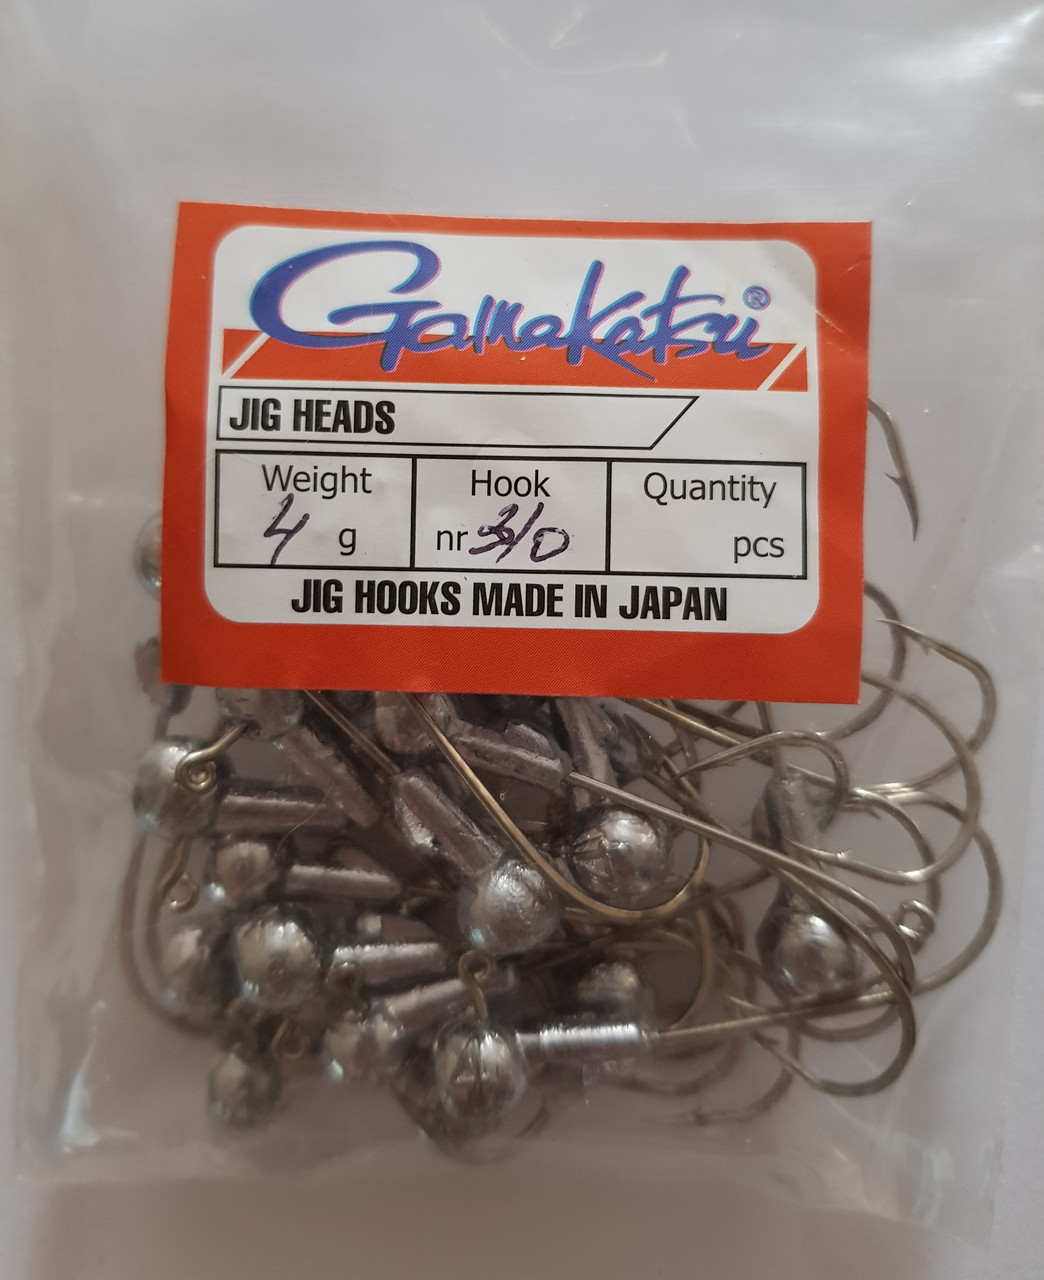 Gamakatsu®
JIG HEADS
Weight Hook Quantity
4 g nr 3/0 pcs
JIG HOOKS MADE IN JAPAN